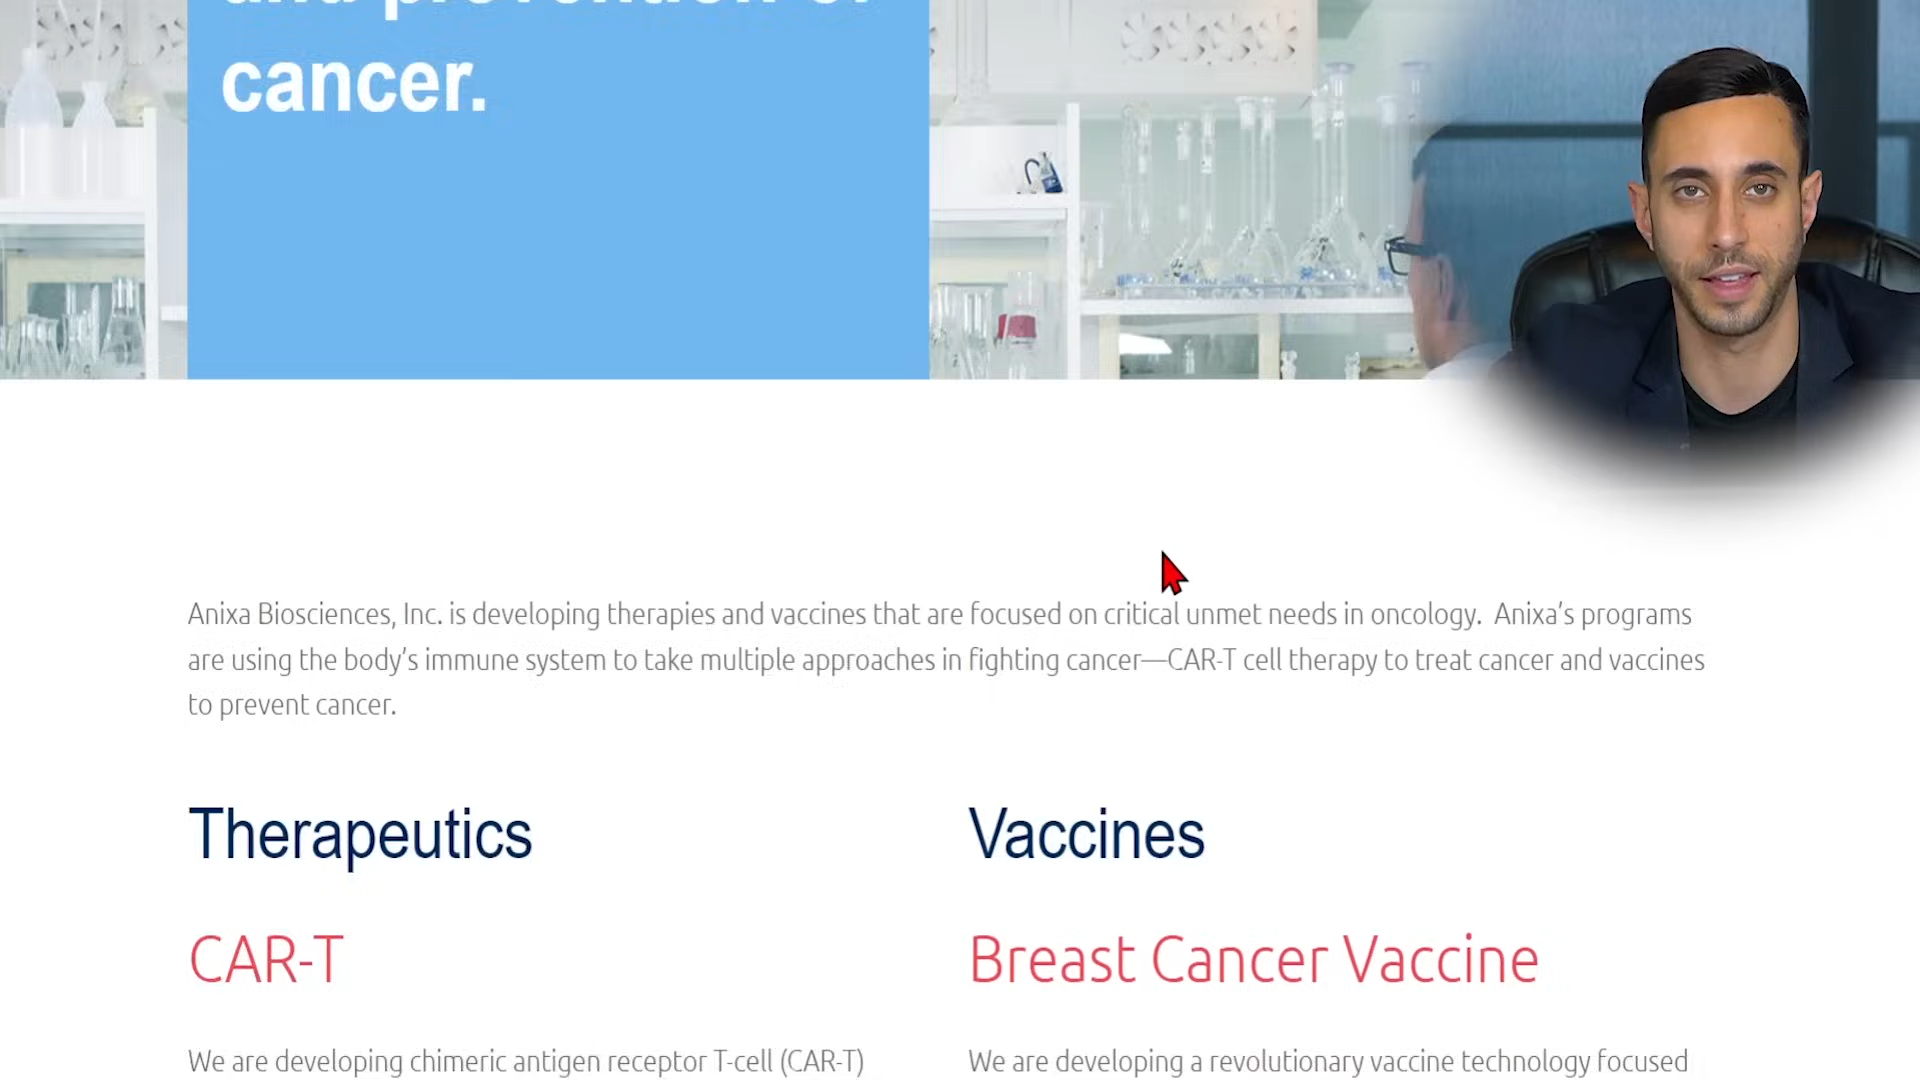 and prevention of
cancer.
Anixa Biosciences, Inc. is developing therapies and vaccines that are focused on critical unmet needs in oncology.  Anixa’s programs
are using the body’s immune system to take multiple approaches in fighting cancer—CAR-T cell therapy to treat cancer and vaccines
to prevent cancer.
Therapeutics
CAR-T
We are developing chimeric antigen receptor T-cell (CAR-T)
Vaccines
Breast Cancer Vaccine
We are developing a revolutionary vaccine technology focused